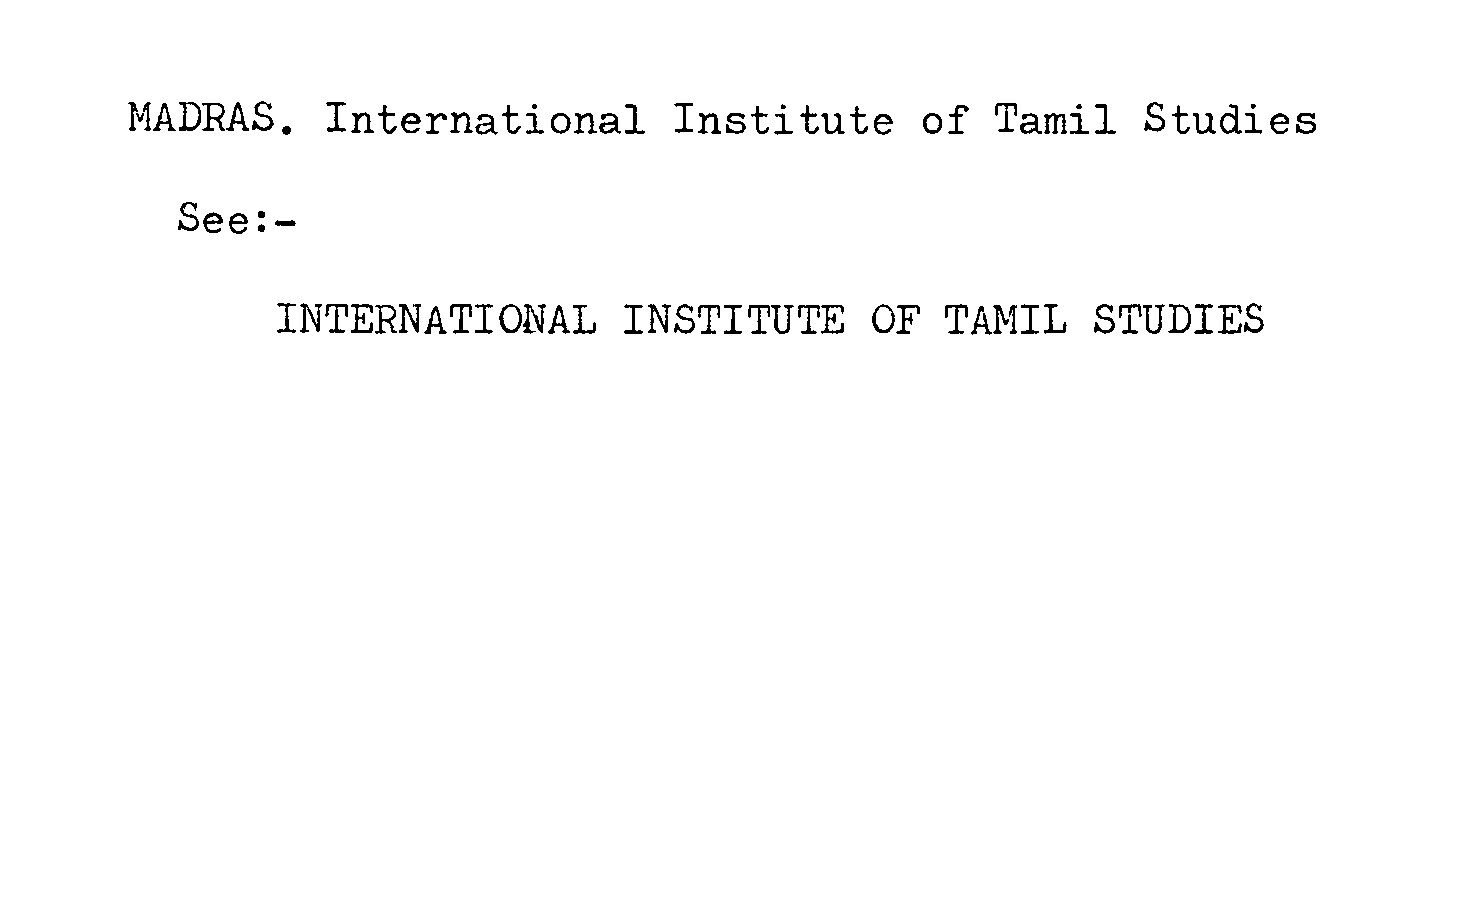 MADRAS. International Institute of Tamil Studies
See:-
INTERNATIONAL INSTITUTE OF TAMIL STUDIES